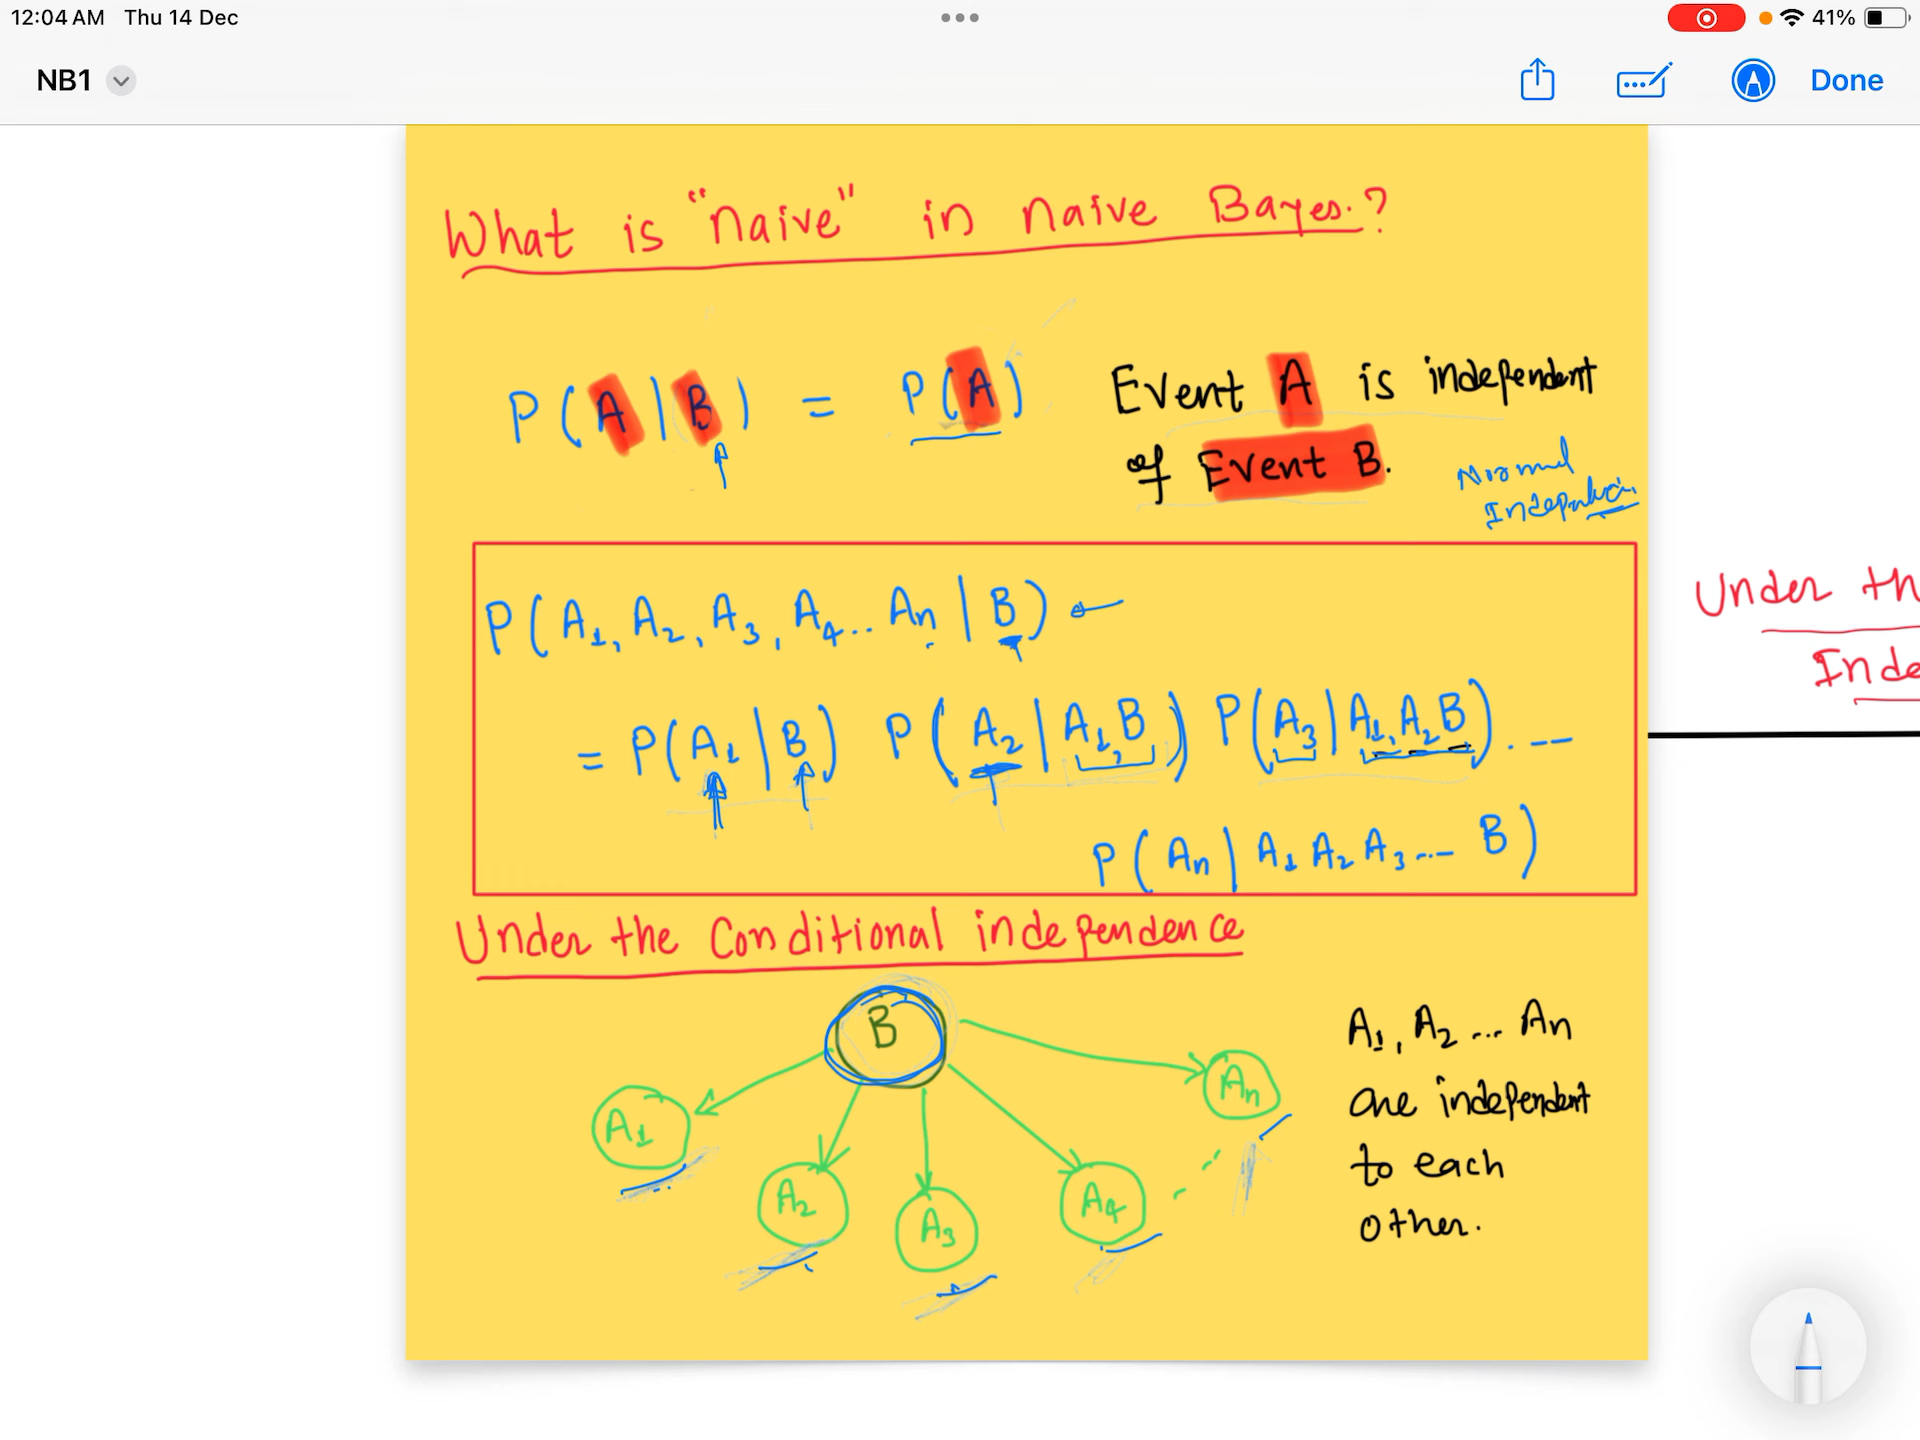 12:04 AM Thu 14 Dec
41%
NB1
Done
What is "naive" in naive Bayes.?
P(A|B) = P(A)
Event A is independent
of Event B.
Normal
P(A1, A2, A3, A4.. An | B)
= P(A1 | B) P(A2 | A1, B) P(A3 | A1, A2 B) . --
P(An | A1 A2 A3 ... B)
Under the Conditional independence
B
A1
A2
A3
A4
An
A1, A2 ... An
are independent
to each
other.
Under th
Inde